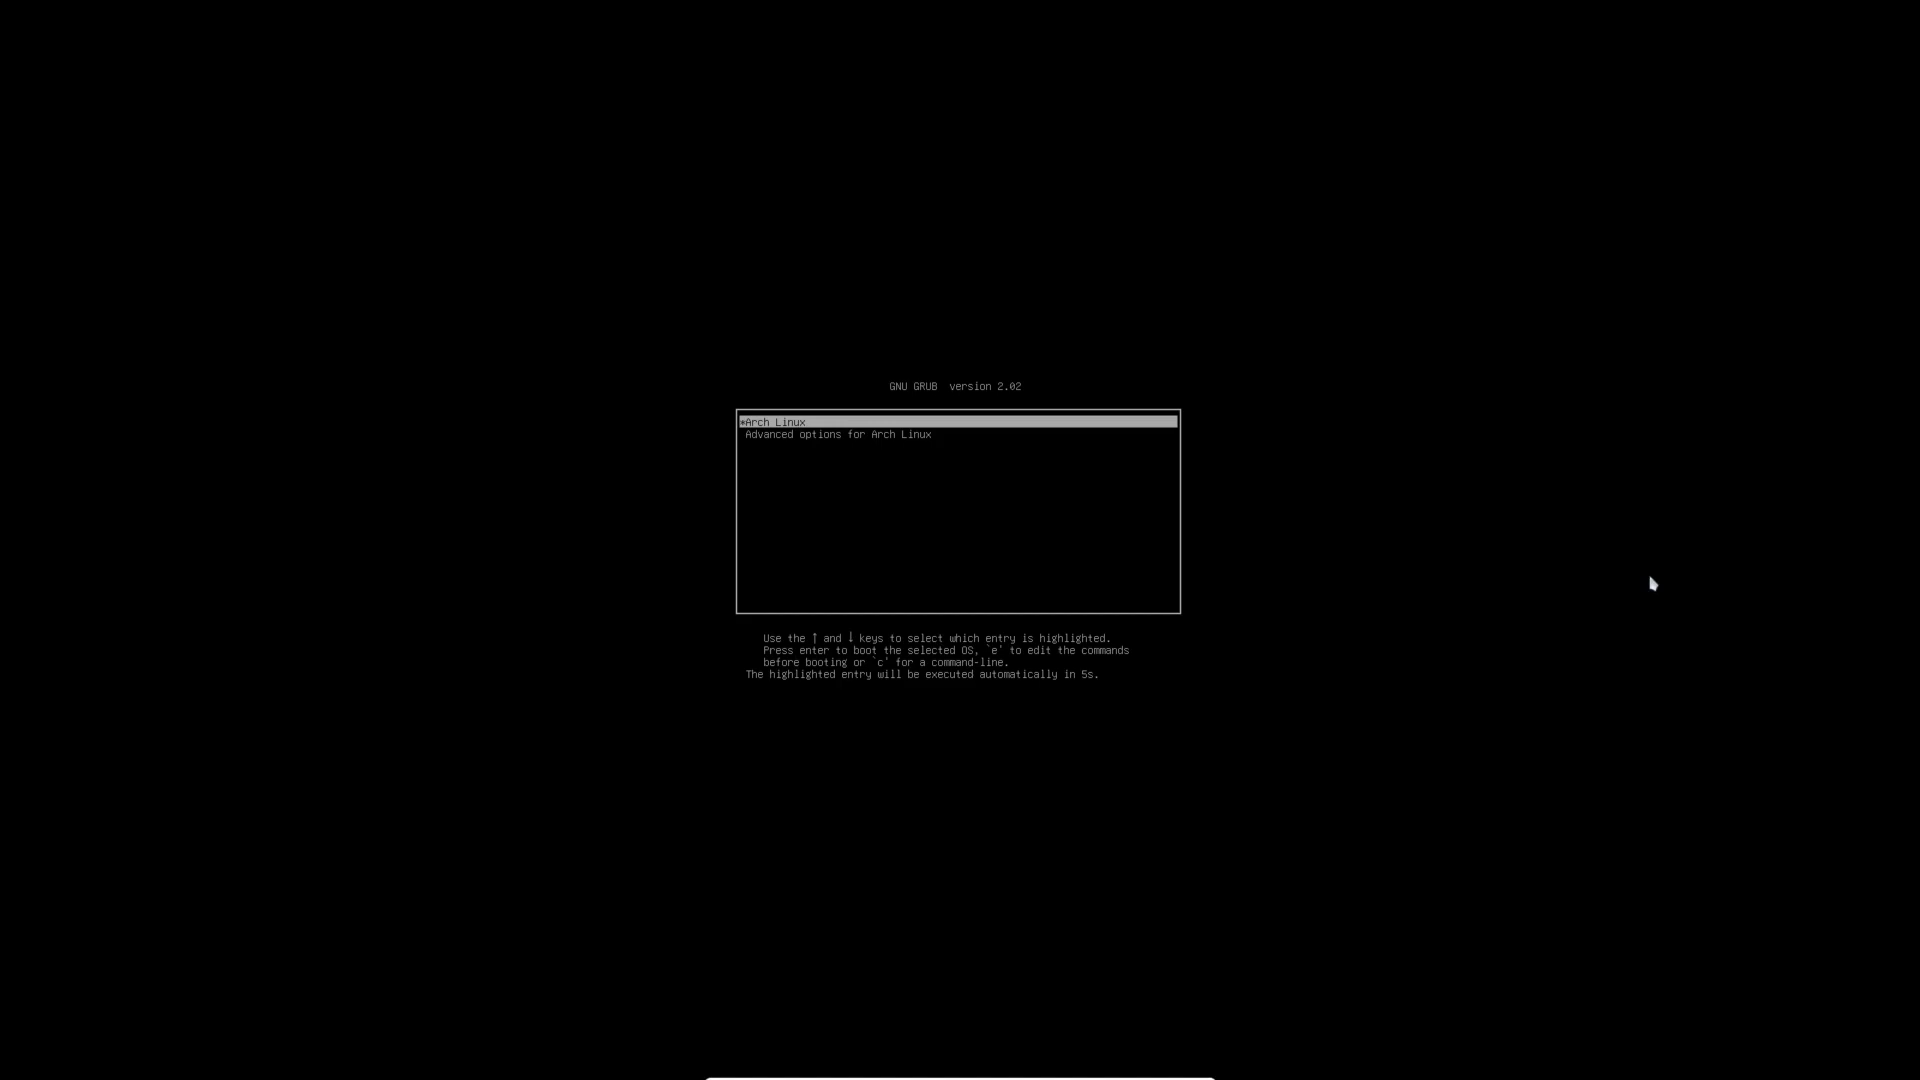 GNU GRUB  version 2.02
*Arch Linux
Advanced options for Arch Linux
Use the ↑ and ↓ keys to select which entry is highlighted.
Press enter to boot the selected OS, `e' to edit the commands
before booting or `c' for a command-line.
The highlighted entry will be executed automatically in 5s.